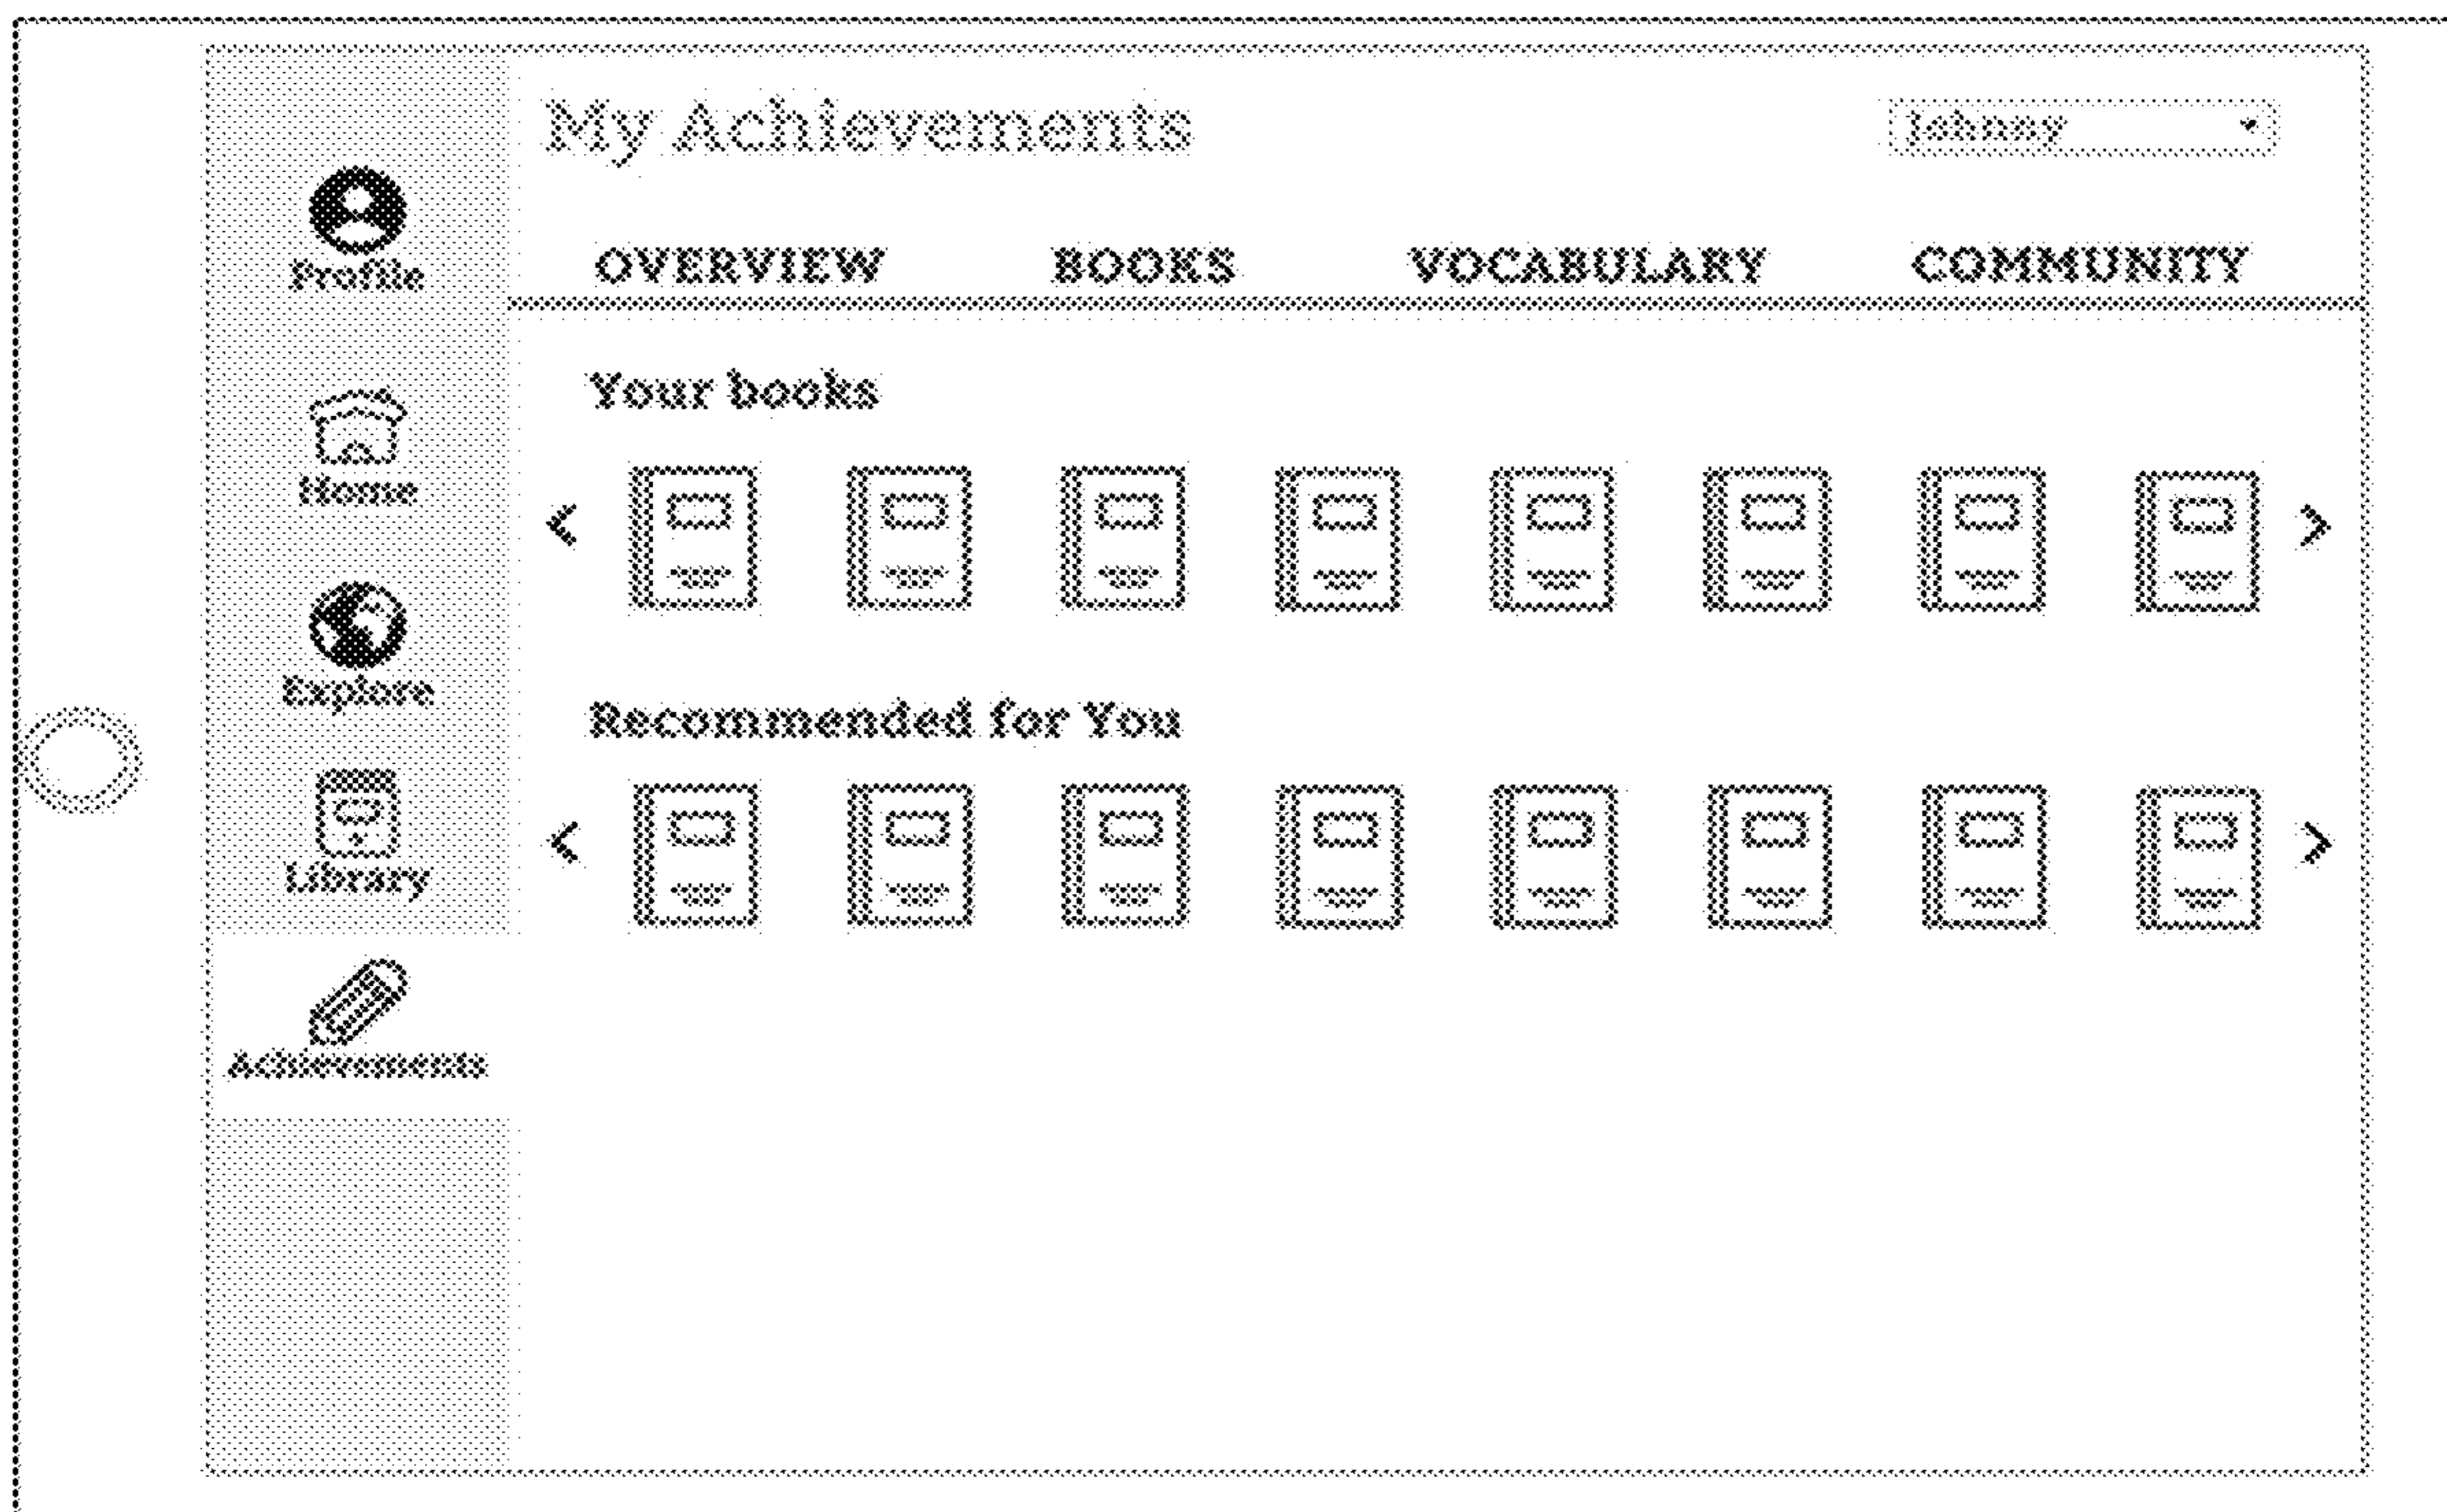 My Achievements
Johnny
OVERVIEW BOOKS VOCABULARY COMMUNITY
Profile
Home
Explore
Library
Achievements
Your books
Recommended for You